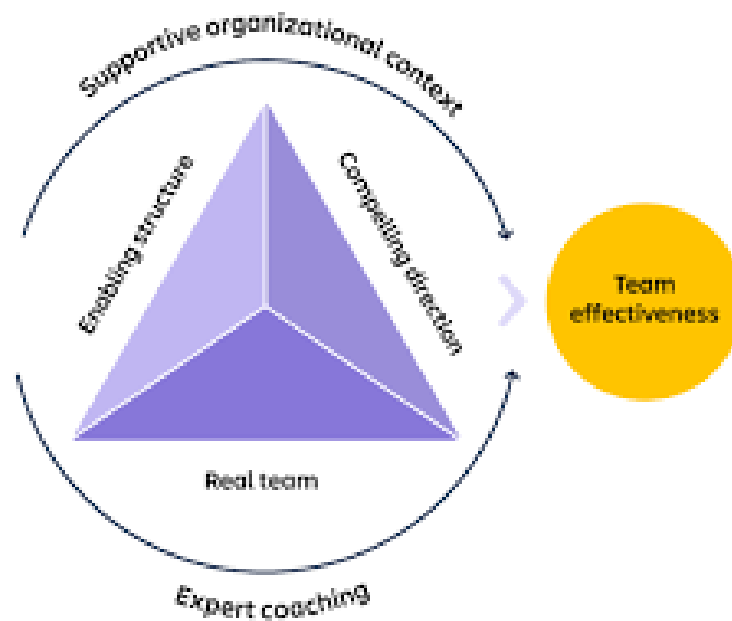 Supportive organizational context
Enabling structure
Compelling direction
Team
effectiveness
Real team
Expert coaching